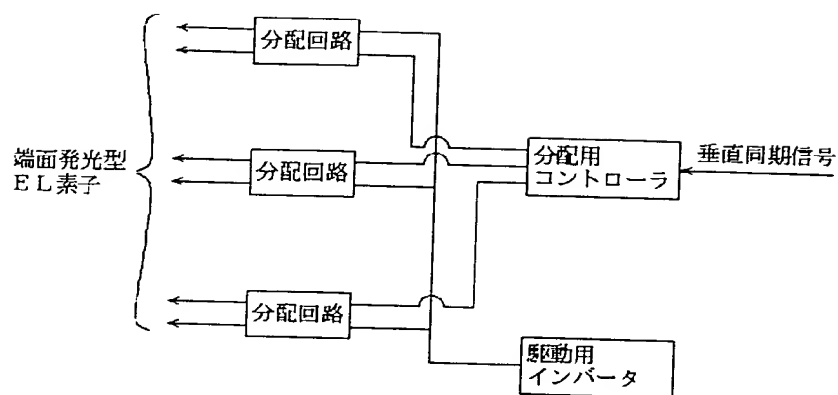 分配回路
端面発光型
EL素子
分配回路
分配用
コントローラ
垂直同期信号
分配回路
駆動用
インバータ